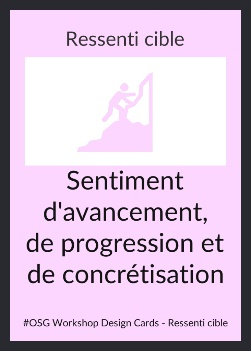 Ressenti cible
Sentiment
d'avancement,
de progression et
de concrétisation
#OSG Workshop Design Cards - Ressenti cible